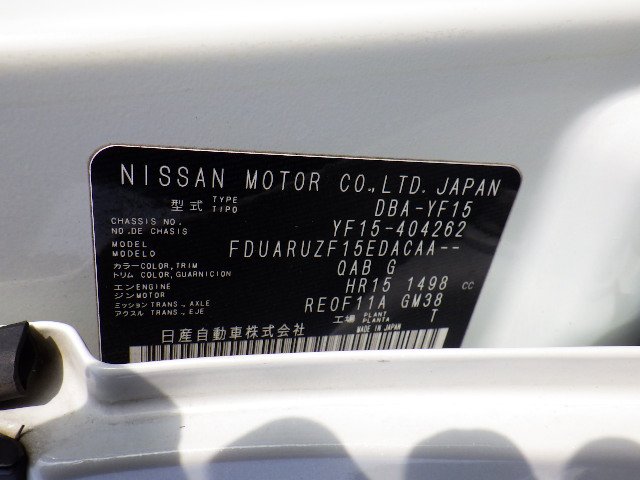 NISSAN MOTOR CO.,LTD. JAPAN
型式 TYPE TIPO DBA-YF15
CHASSIS NO. NO.DE CHASIS YF15-404262
MODEL MODELO FDUARUZF15EDACAA--
カラー COLOR,TRIM トリム COLOR,GUARNICION QAB G
エンジン ENGINE MOTOR HR15 1498 cc
ミッション TRANS., AXLE アクスル TRANS., EJE RE0F11A GM38
工場 PLANT PLANTA T
日産自動車株式会社 MADE IN JAPAN